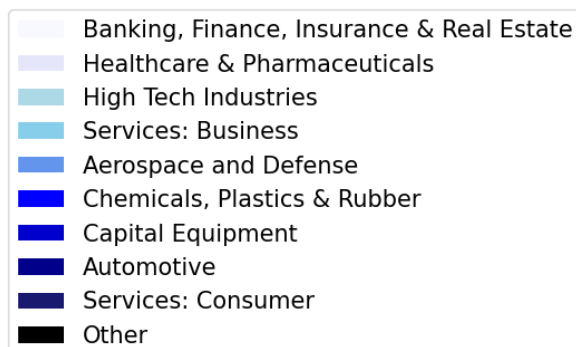 Banking, Finance, Insurance & Real Estate
Healthcare & Pharmaceuticals
High Tech Industries
Services: Business
Aerospace and Defense
Chemicals, Plastics & Rubber
Capital Equipment
Automotive
Services: Consumer
Other